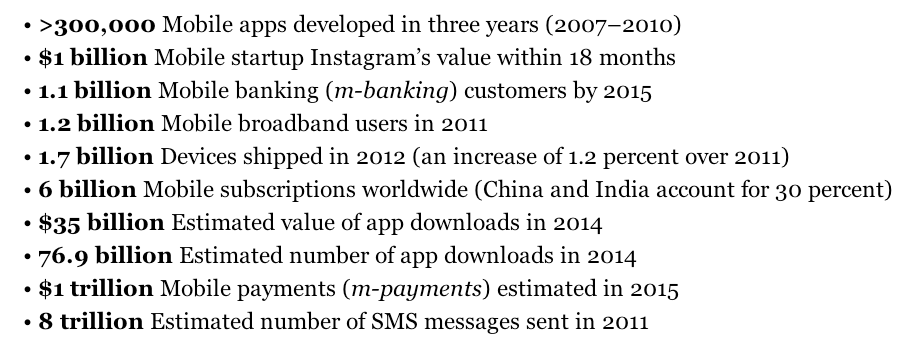 • >300,000 Mobile apps developed in three years (2007–2010)
• $1 billion Mobile startup Instagram’s value within 18 months
• 1.1 billion Mobile banking (m-banking) customers by 2015
• 1.2 billion Mobile broadband users in 2011
• 1.7 billion Devices shipped in 2012 (an increase of 1.2 percent over 2011)
• 6 billion Mobile subscriptions worldwide (China and India account for 30 percent)
• $35 billion Estimated value of app downloads in 2014
• 76.9 billion Estimated number of app downloads in 2014
• $1 trillion Mobile payments (m-payments) estimated in 2015
• 8 trillion Estimated number of SMS messages sent in 2011